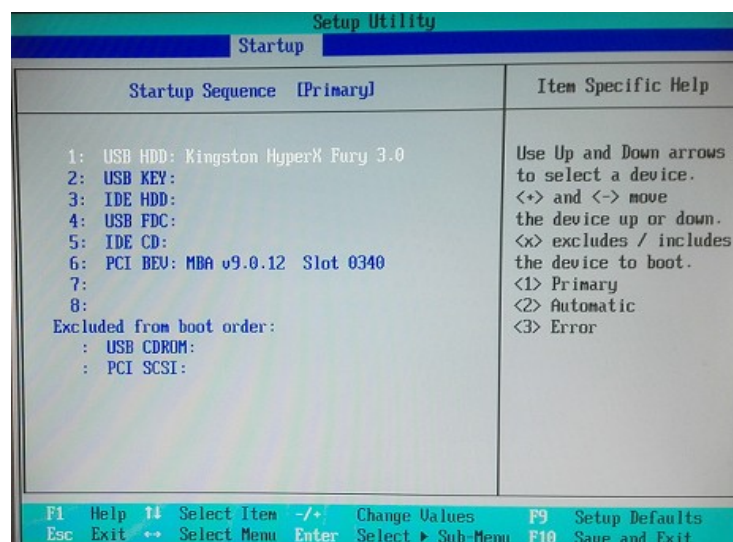 Setup Utility
Startup
Startup Sequence [Primary]
Item Specific Help
1: USB HDD: Kingston HyperX Fury 3.0
2: USB KEY:
3: IDE HDD:
4: USB FDC:
5: IDE CD:
6: PCI BEV: MBA v9.0.12 Slot 0340
7:
8:
Excluded from boot order:
: USB CDROM:
: PCI SCSI:
Use Up and Down arrows
to select a device.
<+> and <-> move
the device up or down.
<x> excludes / includes
the device to boot.
<1> Primary
<2> Automatic
<3> Error
F1 Help ↑↓ Select Item -/+ Change Values F9 Setup Defaults
Esc Exit ↔ Select Menu Enter Select ▶ Sub-Menu F10 Save and Exit